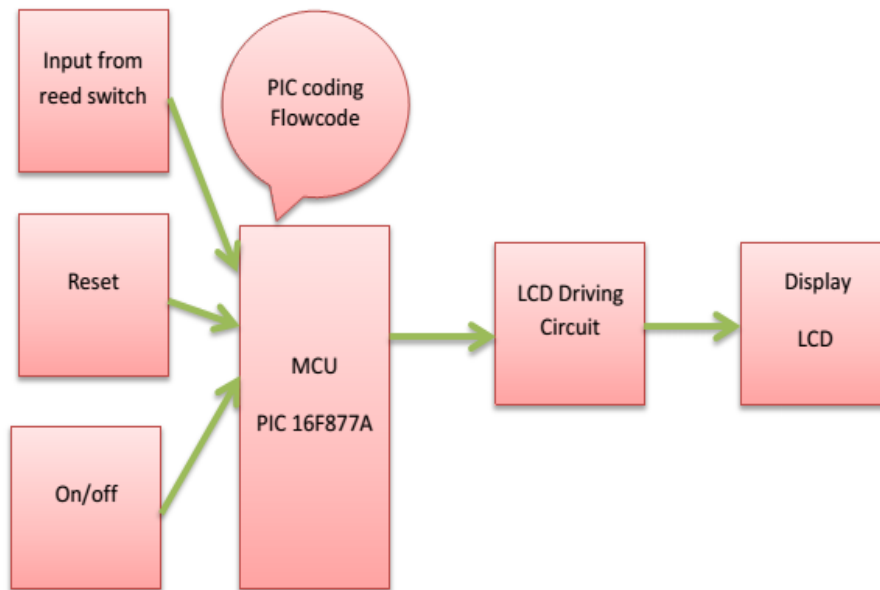 Input from
reed switch
PIC coding
Flowcode
Reset
On/off
MCU
PIC 16F877A
LCD Driving
Circuit
Display
LCD